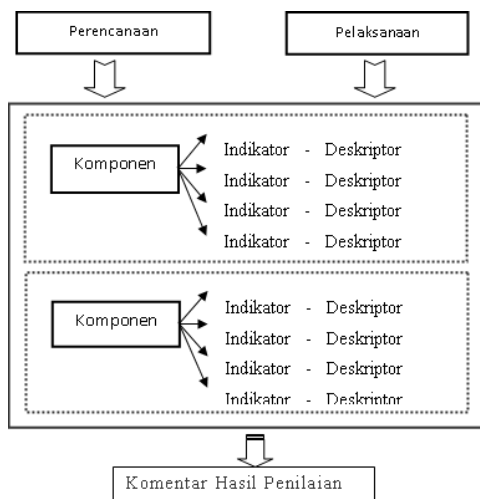 Perencanaan
Pelaksanaan
Komponen
Indikator - Deskriptor
Indikator - Deskriptor
Indikator - Deskriptor
Indikator - Deskriptor
Komponen
Indikator - Deskriptor
Indikator - Deskriptor
Indikator - Deskriptor
Indikator - Deskriptor
Komentar Hasil Penilaian